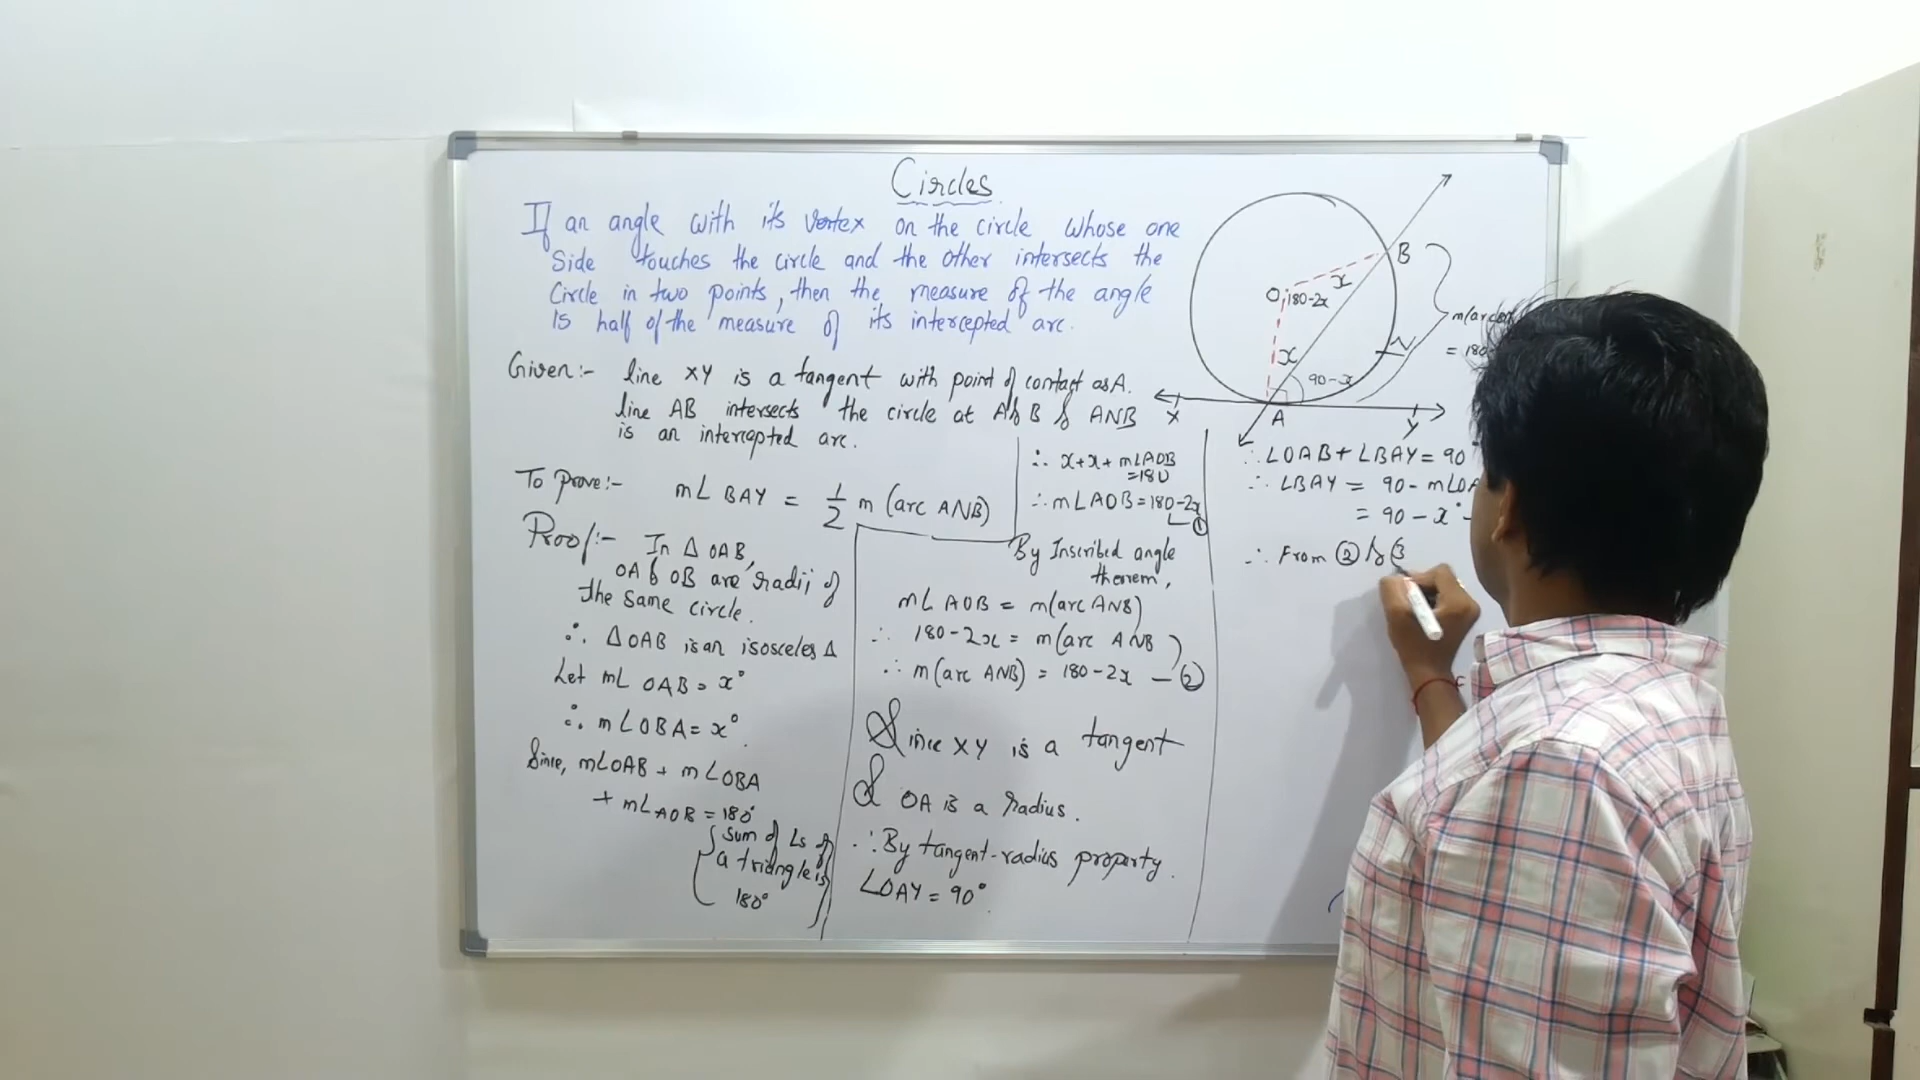 Circles
If an angle with its vertex on the circle whose one
side touches the circle and the other intersects the
Circle in two points, then the measure of the angle
is half of the measure of its intercepted arc.
Given:- line XY is a tangent with point of contact as A.
line AB intersects the circle at A & B & ANB
is an intercepted arc.
To prove:- m∠BAY = 1/2 m (arc ANB)
Proof:- In Δ OAB,
OA & OB are radii of
the same circle.
∴ Δ OAB is an isosceles Δ
Let m∠OAB = x°
∴ m∠OBA = x°.
Since, m∠OAB + m∠OBA
+ m∠AOB = 180°
{Sum of ∠s of
a triangle is
180°}
∴ x+x+m∠AOB
=180
∴ m∠AOB = 180-2x
①
By Inscribed angle
theorem,
m∠AOB = m(arc ANB)
∴ 180-2x = m(arc ANB)
∴ m(arc ANB) = 180-2x — ②
Since XY is a tangent
& OA is a radius.
∴ By tangent-radius property.
∠OAY = 90°.
O
180-2x
x
B
x
90-x
N
X
A
Y
m(arc
= 180
∴ ∠OAB + ∠BAY = 90°
∴ ∠BAY = 90 - m∠OA
= 90 - x° -
∴ From ② & ③